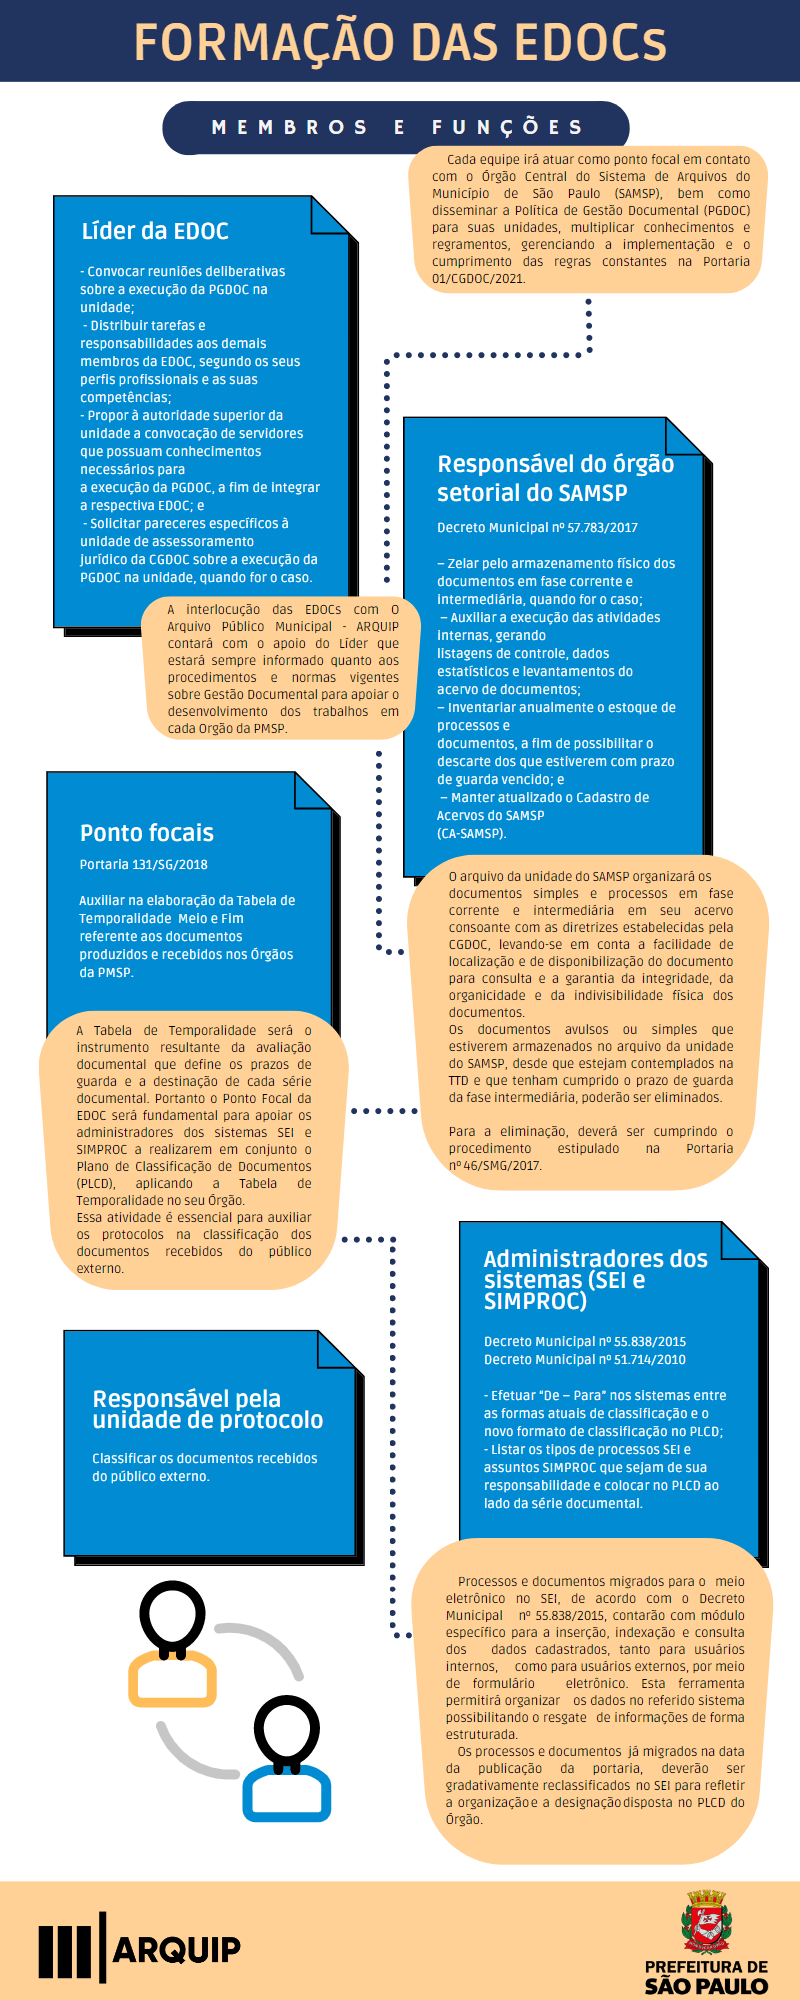 FORMAÇÃO DAS EDOCs
MEMBROS E FUNÇÕES
Cada equipe irá atuar como ponto focal em contato
com o Órgão Central do Sistema de Arquivos do
Município de São Paulo (SAMSP), bem como
disseminar a Política de Gestão Documental (PGDOC)
para suas unidades, multiplicar conhecimentos e
regramentos, gerenciando a implementação e o
cumprimento das regras constantes na Portaria
01/CGDOC/2021.
Líder da EDOC
- Convocar reuniões deliberativas
sobre a execução da PGDOC na
unidade;
- Distribuir tarefas e
responsabilidades aos demais
membros da EDOC, segundo os seus
perfis profissionais e as suas
competências;
- Propor à autoridade superior da
unidade a convocação de servidores
que possuam conhecimentos
necessários para
a execução da PGDOC, a fim de integrar
a respectiva EDOC; e
- Solicitar pareceres específicos à
unidade de assessoramento
jurídico da CGDOC sobre a execução da
PGDOC na unidade, quando for o caso.
A interlocução das EDOCs com O
Arquivo Público Municipal - ARQUIP
contará com o apoio do Líder que
estará sempre informado quanto aos
procedimentos e normas vigentes
sobre Gestão Documental para apoiar o
desenvolvimento dos trabalhos em
cada Orgão da PMSP.
Responsável do órgão
setorial do SAMSP
Decreto Municipal nº 57.783/2017
– Zelar pelo armazenamento físico dos
documentos em fase corrente e
intermediária, quando for o caso;
– Auxiliar a execução das atividades
internas, gerando
listagens de controle, dados
estatísticos e levantamentos do
acervo de documentos;
– Inventariar anualmente o estoque de
processos e
documentos, a fim de possibilitar o
descarte dos que estiverem com prazo
de guarda vencido; e
– Manter atualizado o Cadastro de
Acervos do SAMSP
(CA-SAMSP).
O arquivo da unidade do SAMSP organizará os
documentos simples e processos em fase
corrente e intermediária em seu acervo
consoante com as diretrizes estabelecidas pela
CGDOC, levando-se em conta a facilidade de
localização e de disponibilização do documento
para consulta e a garantia da integridade, da
organicidade e da indivisibilidade física dos
documentos.
Os documentos avulsos ou simples que
estiverem armazenados no arquivo da unidade
do SAMSP, desde que estejam contemplados na
TTD e que tenham cumprido o prazo de guarda
da fase intermediária, poderão ser eliminados.
Para a eliminação, deverá ser cumprindo o
procedimento estipulado na Portaria
nº 46/SMG/2017.
Ponto focais
Portaria 131/SG/2018
Auxiliar na elaboração da Tabela de
Temporalidade Meio e Fim
referente aos documentos
produzidos e recebidos nos Órgãos
da PMSP.
A Tabela de Temporalidade será o
instrumento resultante da avaliação
documental que define os prazos de
guarda e a destinação de cada série
documental. Portanto o Ponto Focal da
EDOC será fundamental para apoiar os
administradores dos sistemas SEI e
SIMPROC a realizarem em conjunto o
Plano de Classificação de Documentos
(PLCD), aplicando a Tabela de
Temporalidade no seu Órgão.
Essa atividade é essencial para auxiliar
os protocolos na classificação dos
documentos recebidos do público
externo.
Administradores dos
sistemas (SEI e
SIMPROC)
Decreto Municipal nº 55.838/2015
Decreto Municipal nº 51.714/2010
- Efetuar “De – Para” nos sistemas entre
as formas atuais de classificação e o
novo formato de classificação no PLCD;
- Listar os tipos de processos SEI e
assuntos SIMPROC que sejam de sua
responsabilidade e colocar no PLCD ao
lado da série documental.
Responsável pela
unidade de protocolo
Classificar os documentos recebidos
do público externo.
Processos e documentos migrados para o meio
eletrônico no SEI, de acordo com o Decreto
Municipal nº 55.838/2015, contarão com módulo
específico para a inserção, indexação e consulta
dos dados cadastrados, tanto para usuários
internos, como para usuários externos, por meio
de formulário eletrônico. Esta ferramenta
permitirá organizar os dados no referido sistema
possibilitando o resgate de informações de forma
estruturada.
Os processos e documentos já migrados na data
da publicação da portaria, deverão ser
gradativamente reclassificados no SEI para refletir
a organização e a designação disposta no PLCD do
Órgão.
ARQUIP
PREFEITURA DE
SÃO PAULO